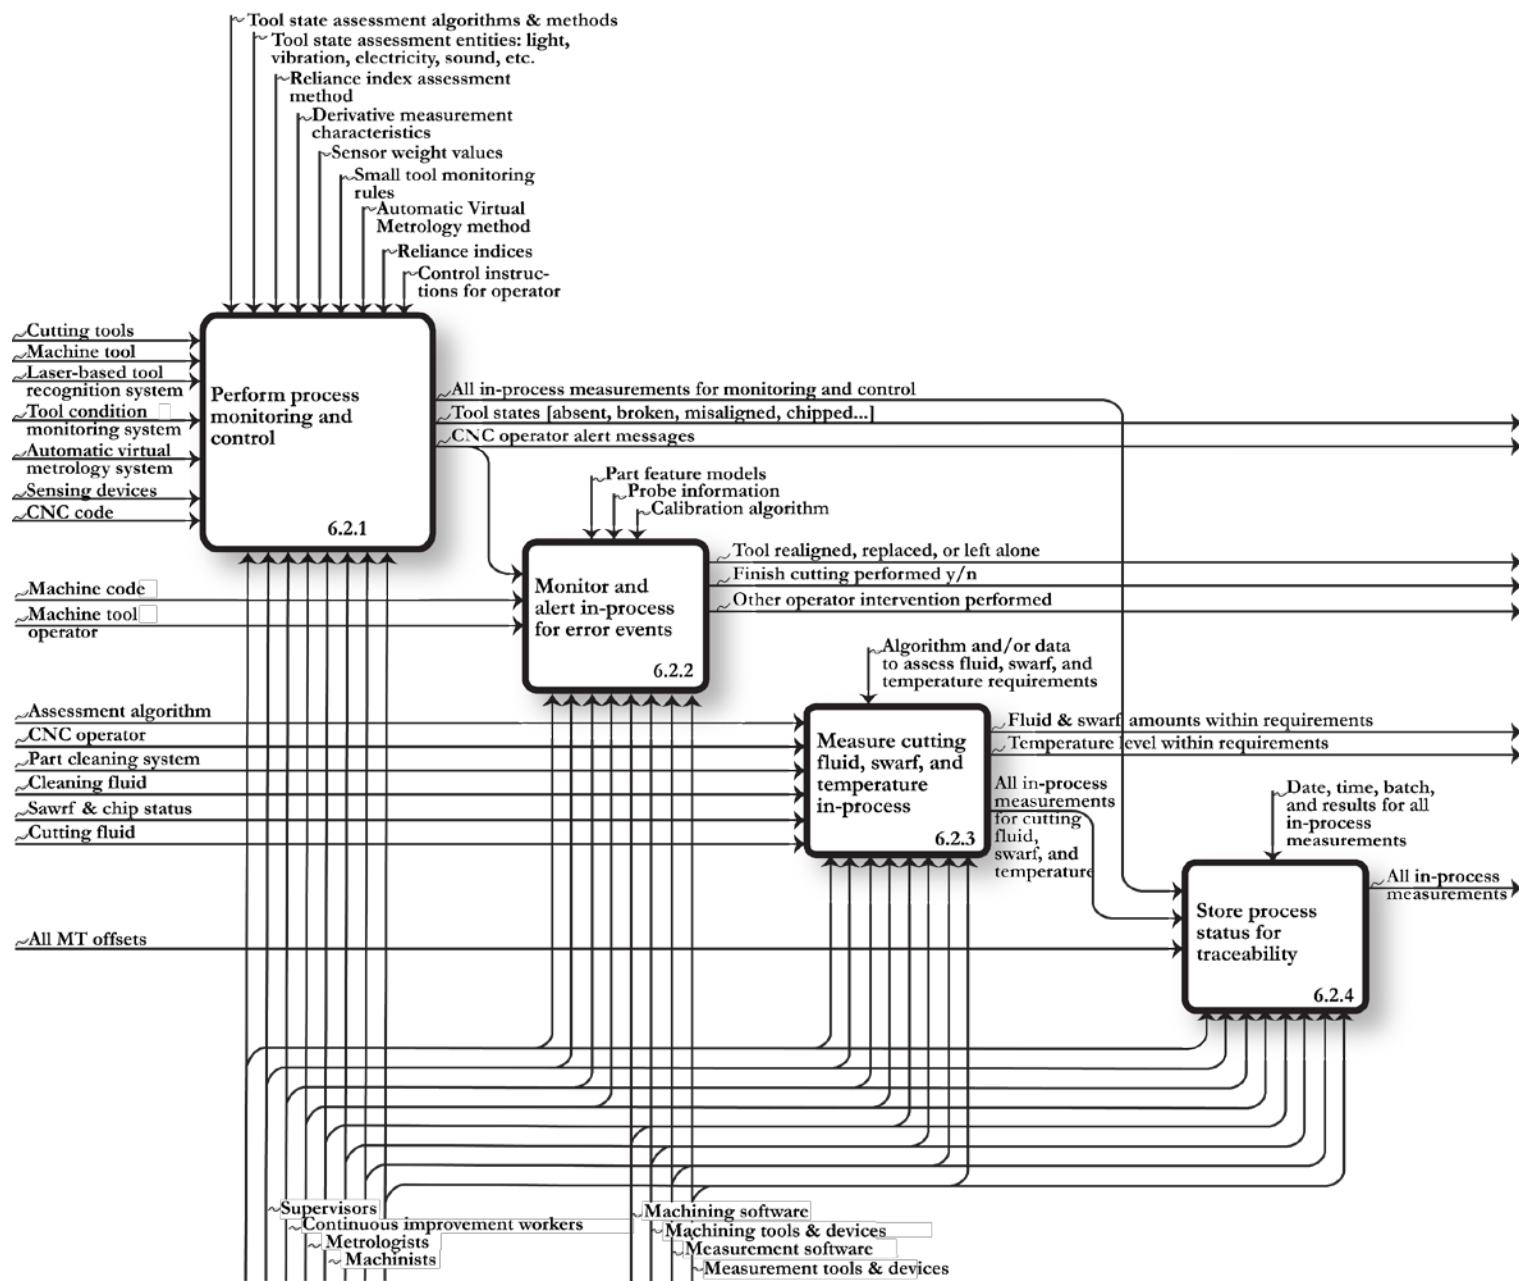 Tool state assessment algorithms & methods
Tool state assessment entities: light,
vibration, electricity, sound, etc.
Reliance index assessment
method
Derivative measurement
characteristics
Sensor weight values
Small tool monitoring
rules
Automatic Virtual
Metrology method
Reliance indices
Control instruc-
tions for operator
Cutting tools
Machine tool
Laser-based tool
recognition system
Tool condition
monitoring system
Automatic virtual
metrology system
Sensing devices
CNC code
Perform process
monitoring and
control
6.2.1
All in-process measurements for monitoring and control
Tool states [absent, broken, misaligned, chipped...]
CNC operator alert messages
Part feature models
Probe information
Calibration algorithm
Machine code
Machine tool
operator
Monitor and
alert in-process
for error events
6.2.2
Tool realigned, replaced, or left alone
Finish cutting performed y/n
Other operator intervention performed
Algorithm and/or data
to assess fluid, swarf, and
temperature requirements
Assessment algorithm
CNC operator
Part cleaning system
Cleaning fluid
Sawrf & chip status
Cutting fluid
Measure cutting
fluid, swarf, and
temperature
in-process
6.2.3
Fluid & swarf amounts within requirements
Temperature level within requirements
All in-process
measurements
for cutting
fluid,
swarf, and
temperature
Date, time, batch,
and results for all
in-process
measurements
All MT offsets
Store process
status for
traceability
6.2.4
All in-process
measurements
Supervisors
Continuous improvement workers
Metrologists
Machinists
Machining software
Machining tools & devices
Measurement software
Measurement tools & devices